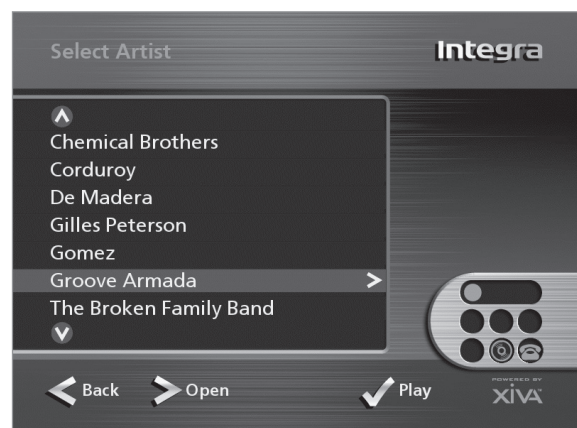 Select Artist
Integra
Chemical Brothers
Corduroy
De Madera
Gilles Peterson
Gomez
Groove Armada
The Broken Family Band
Back
Open
Play
POWERED BY
XiVA